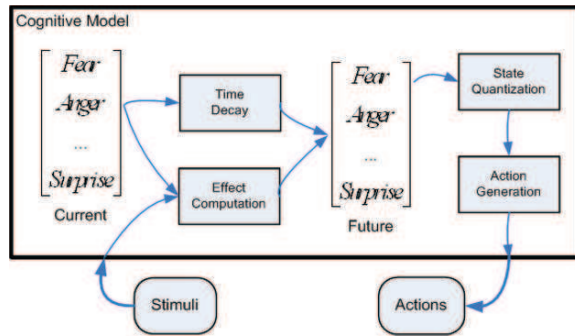 Cognitive Model
Fear
Anger
...
Surprise
Current
Time
Decay
Effect
Computation
Fear
Anger
...
Surprise
Future
State
Quantization
Action
Generation
Stimuli
Actions